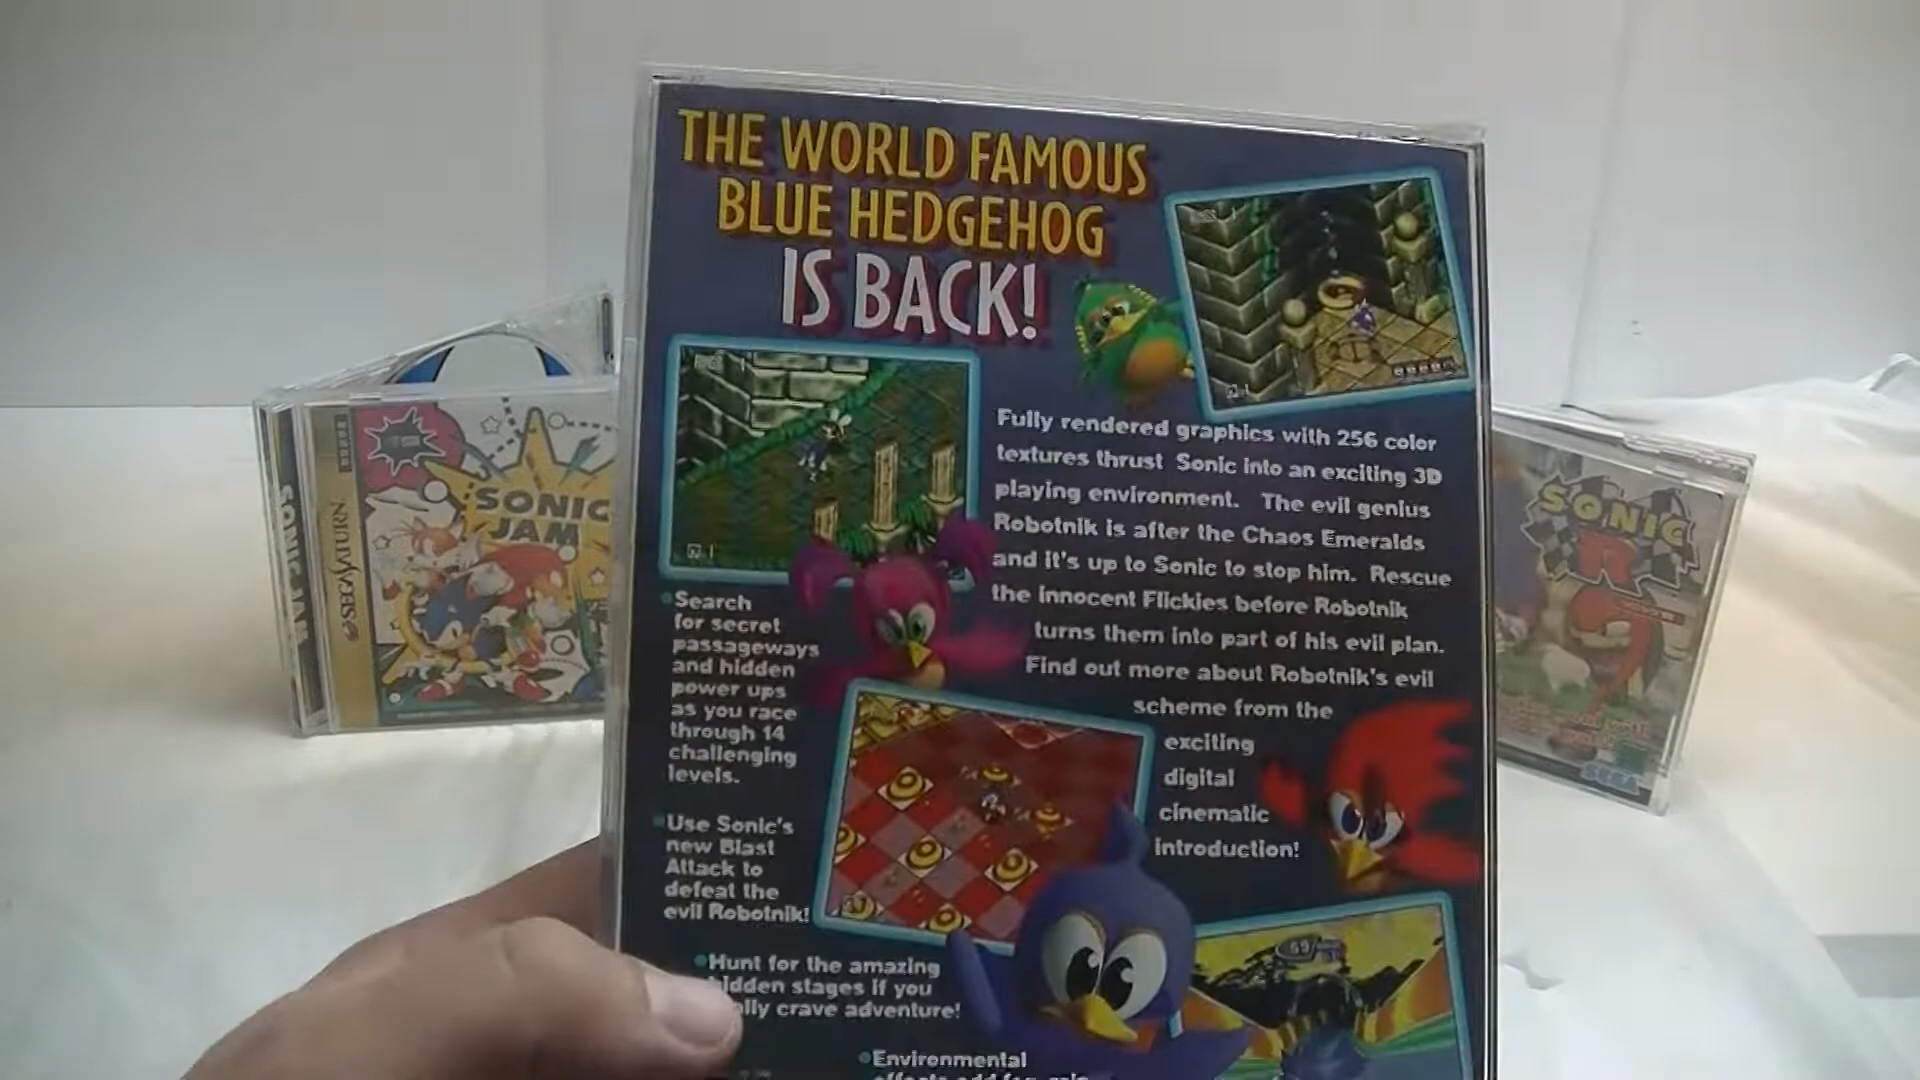 THE WORLD FAMOUS
BLUE HEDGEHOG
IS BACK!
Fully rendered graphics with 256 color
textures thrust Sonic into an exciting 3D
playing environment. The evil genius
Robotnik is after the Chaos Emeralds
and it's up to Sonic to stop him. Rescue
the innocent Flickies before Robotnik
turns them into part of his evil plan.
Find out more about Robotnik's evil
scheme from the
exciting
digital
cinematic
introduction!
Search
for secret
passageways
and hidden
power ups
as you race
through 14
challenging
levels.
Use Sonic's
new Blast
Attack to
defeat the
evil Robotnik!
Hunt for the amazing
hidden stages if you
crave adventure!
Environmental
SONIC JAM
SEGA SATURN
SONIC
JAM
SONIC
R
SEGA